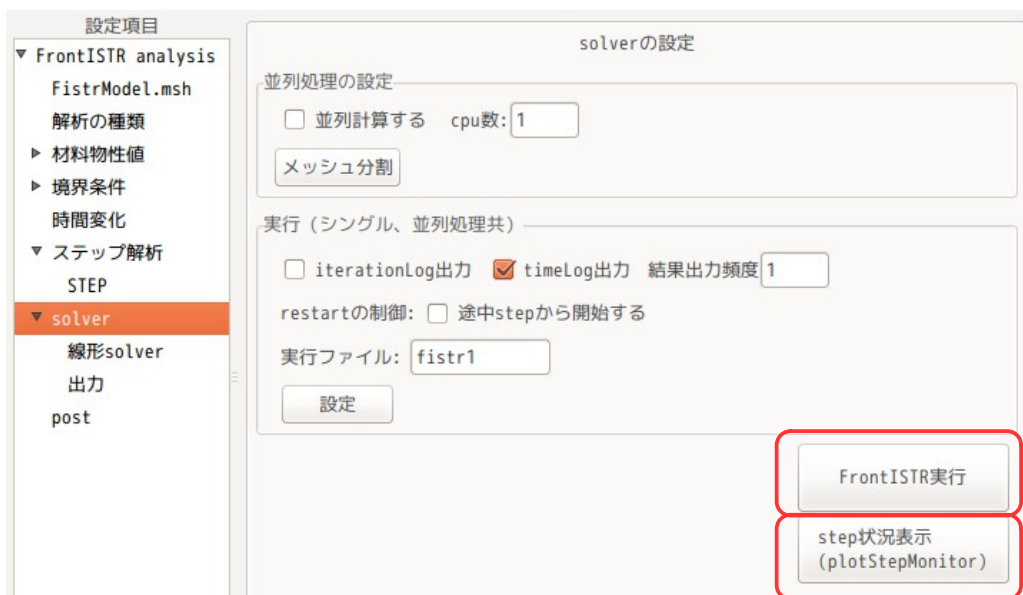 設定項目
FrontISTR analysis
FistrModel.msh
解析の種類
材料物性値
境界条件
時間変化
ステップ解析
STEP
solver
線形solver
出力
post
solverの設定
並列処理の設定
並列計算する cpu数: 1
メッシュ分割
実行（シングル、並列処理共）
iterationLog出力 timeLog出力 結果出力頻度 1
restartの制御: 途中stepから開始する
実行ファイル: fistr1
設定
FrontISTR実行
step状況表示
(plotStepMonitor)